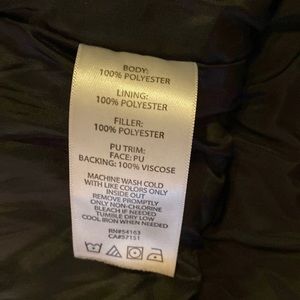 BODY:
100% POLYESTER
LINING:
100% POLYESTER
FILLER:
100% POLYESTER
PU TRIM:
FACE: PU
BACKING: 100% VISCOSE
MACHINE WASH COLD
WITH LIKE COLORS ONLY
INSIDE OUT
REMOVE PROMPTLY
ONLY NON-CHLORINE
BLEACH IF NEEDED
TUMBLE DRY LOW
COOL IRON WHEN NEEDED
RN#54163
CA#57151